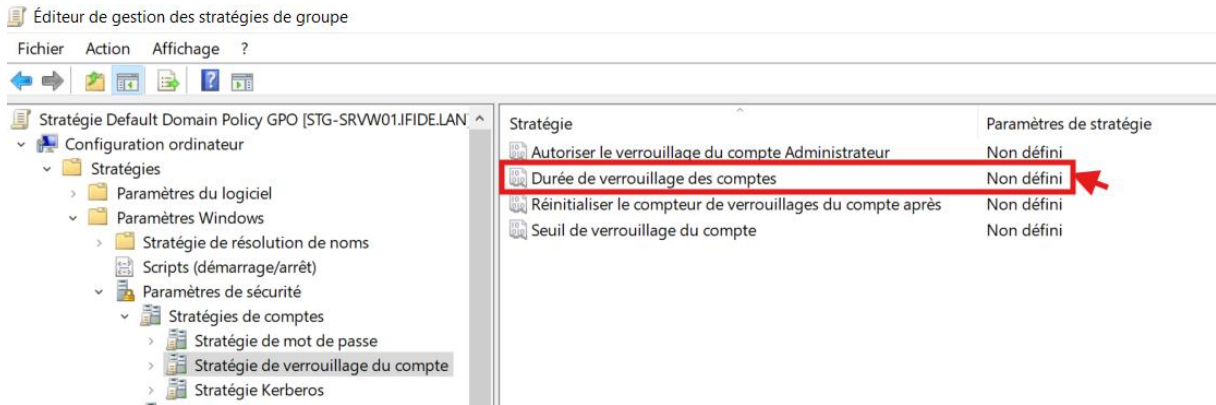 Éditeur de gestion des stratégies de groupe
Fichier Action Affichage ?
Stratégie Default Domain Policy GPO [STG-SRVW01.IFIDE.LAN]
Configuration ordinateur
Stratégies
Paramètres du logiciel
Paramètres Windows
Stratégie de résolution de noms
Scripts (démarrage/arrêt)
Paramètres de sécurité
Stratégies de comptes
Stratégie de mot de passe
Stratégie de verrouillage du compte
Stratégie Kerberos
Stratégie Paramètres de stratégie
Autoriser le verrouillage du compte Administrateur Non défini
Durée de verrouillage des comptes Non défini
Réinitialiser le compteur de verrouillages du compte après Non défini
Seuil de verrouillage du compte Non défini